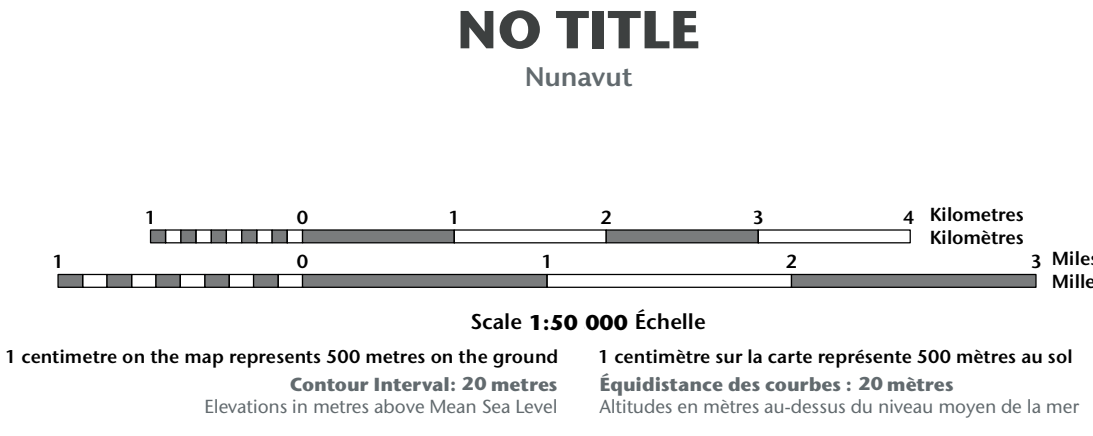 NO TITLE
Nunavut
1 0 1 2 3 4 Kilometres
Kilomètres
1 0 1 2 3 Miles
Mille
Scale 1:50 000 Échelle
1 centimetre on the map represents 500 metres on the ground
Contour Interval: 20 metres
Elevations in metres above Mean Sea Level
1 centimètre sur la carte représente 500 mètres au sol
Équidistance des courbes : 20 mètres
Altitudes en mètres au-dessus du niveau moyen de la mer